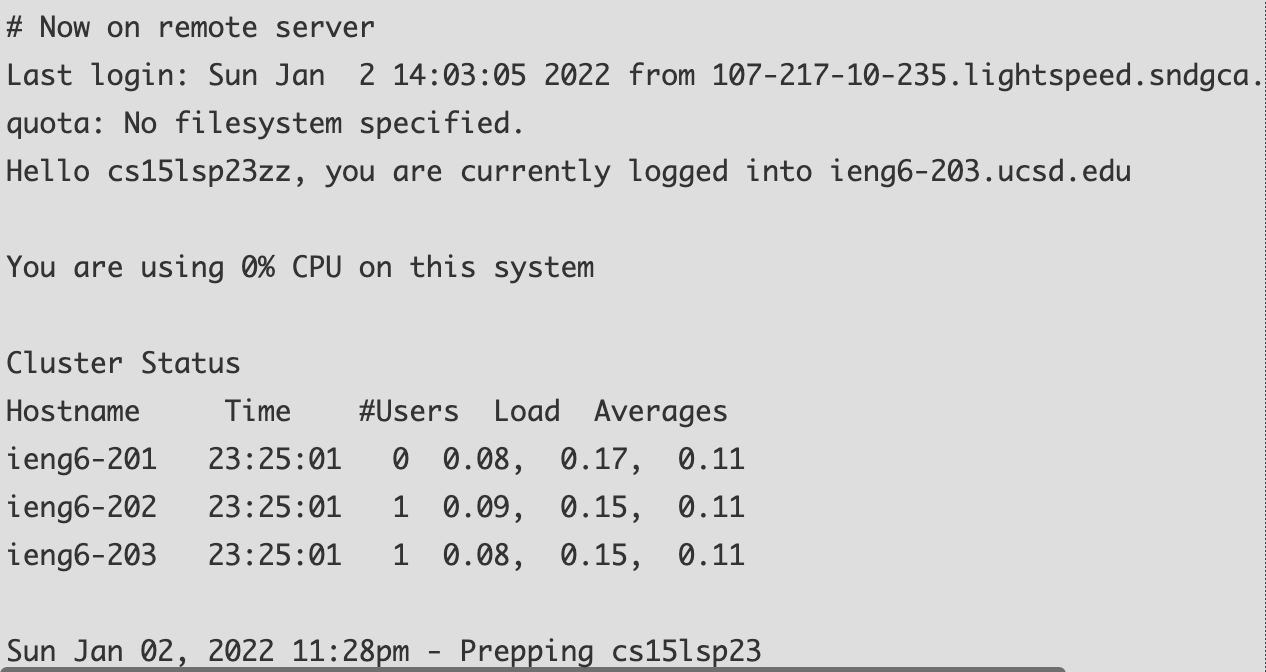 # Now on remote server
Last login: Sun Jan  2 14:03:05 2022 from 107-217-10-235.lightspeed.sndgca.
quota: No filesystem specified.
Hello cs15lsp23zz, you are currently logged into ieng6-203.ucsd.edu
You are using 0% CPU on this system
Cluster Status
Hostname     Time    #Users  Load  Averages
ieng6-201   23:25:01   0  0.08,  0.17,  0.11
ieng6-202   23:25:01   1  0.09,  0.15,  0.11
ieng6-203   23:25:01   1  0.08,  0.15,  0.11
Sun Jan 02, 2022 11:28pm - Prepping cs15lsp23